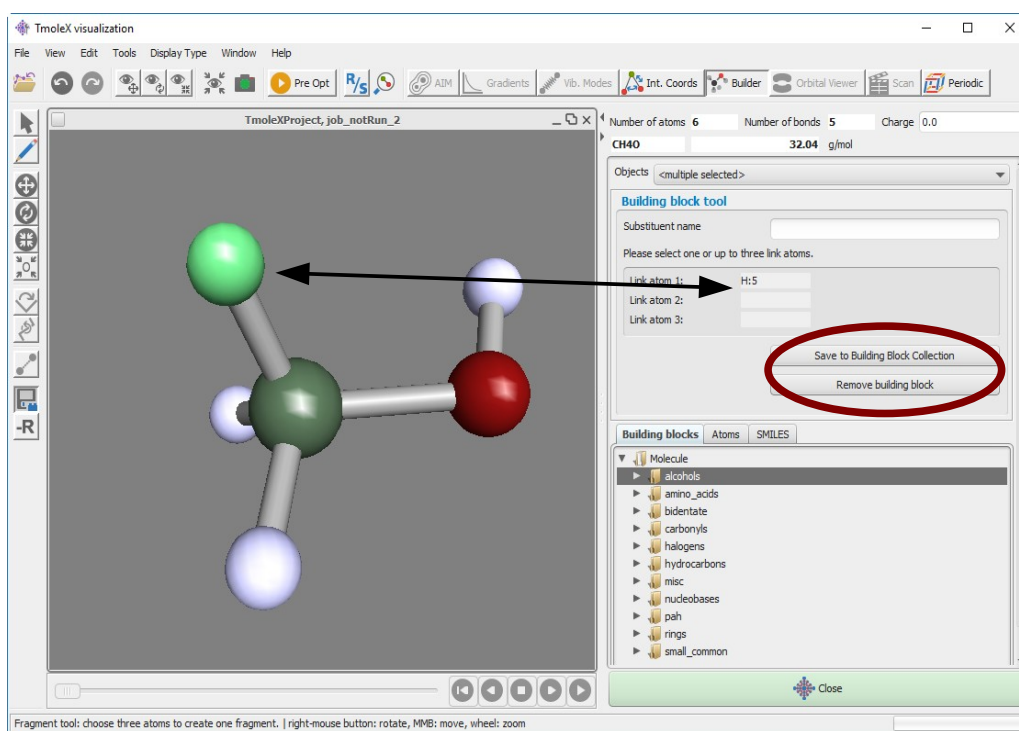 TmoleX visualization
File View Edit Tools Display Type Window Help
Pre Opt R/S AIM Gradients Vib. Modes Int. Coords Builder Orbital Viewer Scan Periodic
TmoleXProject, job_notRun_2
Number of atoms 6 Number of bonds 5 Charge 0.0
CH4O 32.04 g/mol
Objects <multiple selected>
Building block tool
Substituent name
Please select one or up to three link atoms.
Link atom 1: H:5
Link atom 2:
Link atom 3:
Save to Building Block Collection
Remove building block
-R
Building blocks Atoms SMILES
Molecule
alcohols
amino_acids
bidentate
carbonyls
halogens
hydrocarbons
misc
nucleobases
pah
rings
small_common
Close
Fragment tool: choose three atoms to create one fragment. | right-mouse button: rotate, MMB: move, wheel: zoom